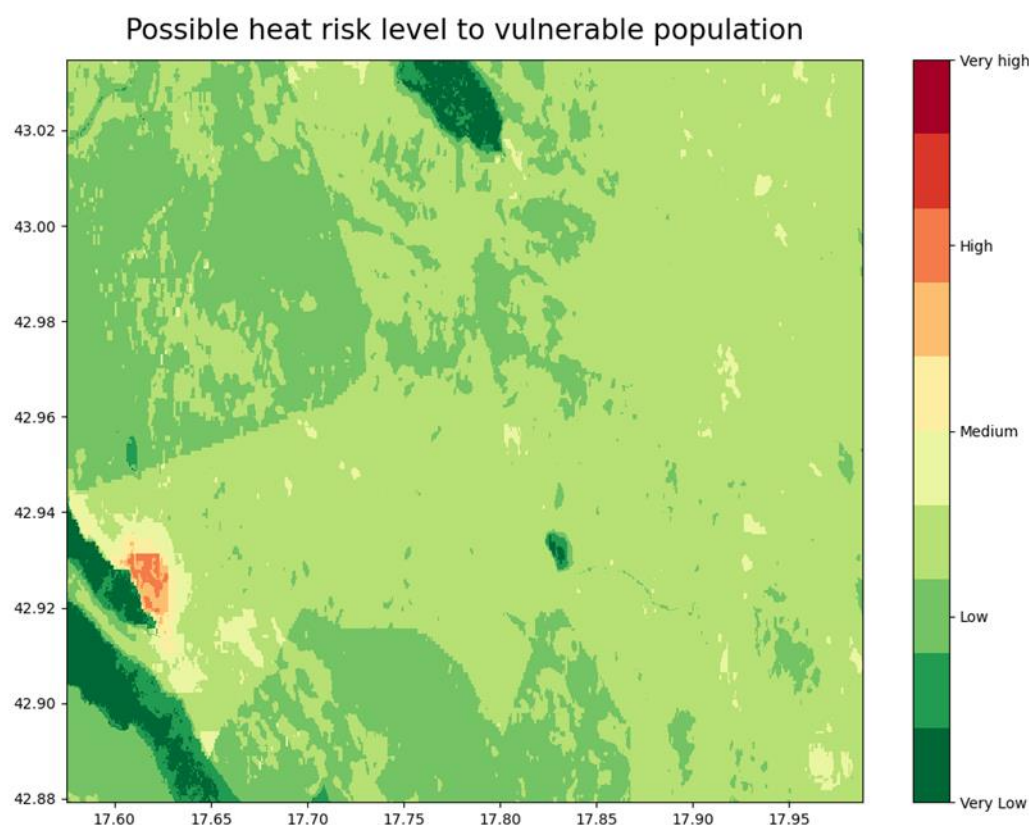 Possible heat risk level to vulnerable population
Very high
43.02
High
43.00
42.98
42.96
Medium
42.94
42.92
Low
42.90
42.88
Very Low
17.60 17.65 17.70 17.75 17.80 17.85 17.90 17.95